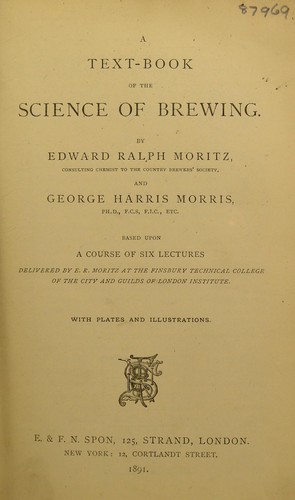 87969.
A
TEXT-BOOK
OF THE
SCIENCE OF BREWING.
BY
EDWARD RALPH MORITZ,
CONSULTING CHEMIST TO THE COUNTRY BREWERS' SOCIETY,
AND
GEORGE HARRIS MORRIS,
PH.D., F.C.S, F.I.C., ETC.
BASED UPON
A COURSE OF SIX LECTURES
DELIVERED BY E. R. MORITZ AT THE FINSBURY TECHNICAL COLLEGE
OF THE CITY AND GUILDS OF LONDON INSTITUTE.
WITH PLATES AND ILLUSTRATIONS.
E. & F. N. SPON, 125, STRAND, LONDON.
NEW YORK: 12, CORTLANDT STREET.
1891.